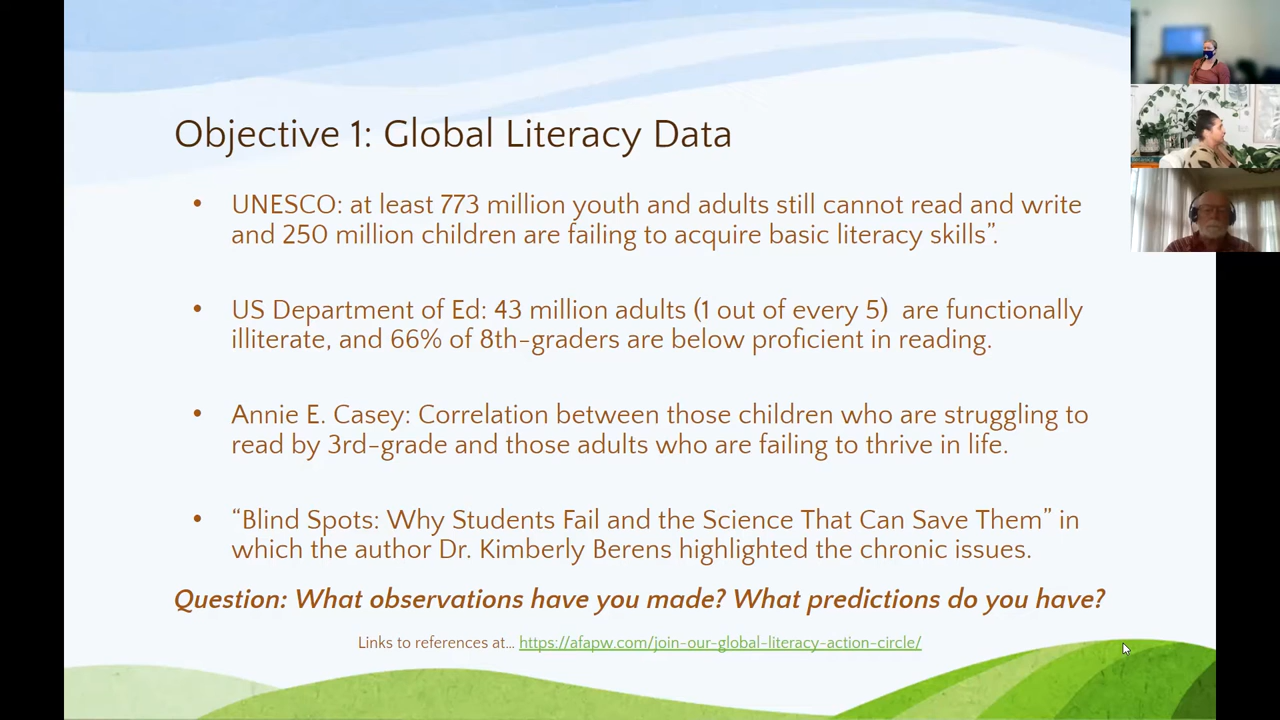 Objective 1: Global Literacy Data
• UNESCO: at least 773 million youth and adults still cannot read and write
and 250 million children are failing to acquire basic literacy skills”.
• US Department of Ed: 43 million adults (1 out of every 5)  are functionally
illiterate, and 66% of 8th-graders are below proficient in reading.
• Annie E. Casey: Correlation between those children who are struggling to
read by 3rd-grade and those adults who are failing to thrive in life.
• “Blind Spots: Why Students Fail and the Science That Can Save Them” in
which the author Dr. Kimberly Berens highlighted the chronic issues.
Question: What observations have you made? What predictions do you have?
Links to references at... https://afapw.com/join-our-global-literacy-action-circle/